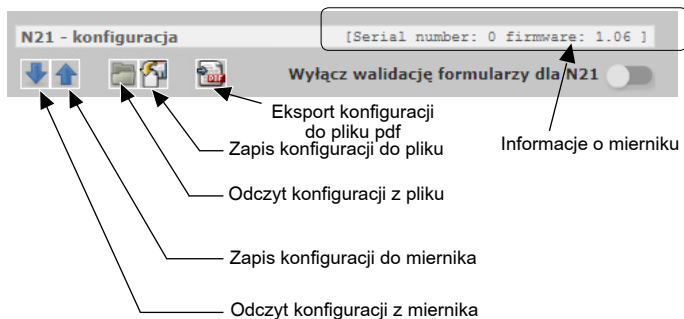 N21 - konfiguracja [Serial number: 0 firmware: 1.06 ]
Wyłącz walidację formularzy dla N21
PDF
Eksport konfiguracji
do pliku pdf
Informacje o mierniku
Zapis konfiguracji do pliku
Odczyt konfiguracji z pliku
Zapis konfiguracji do miernika
Odczyt konfiguracji z miernika